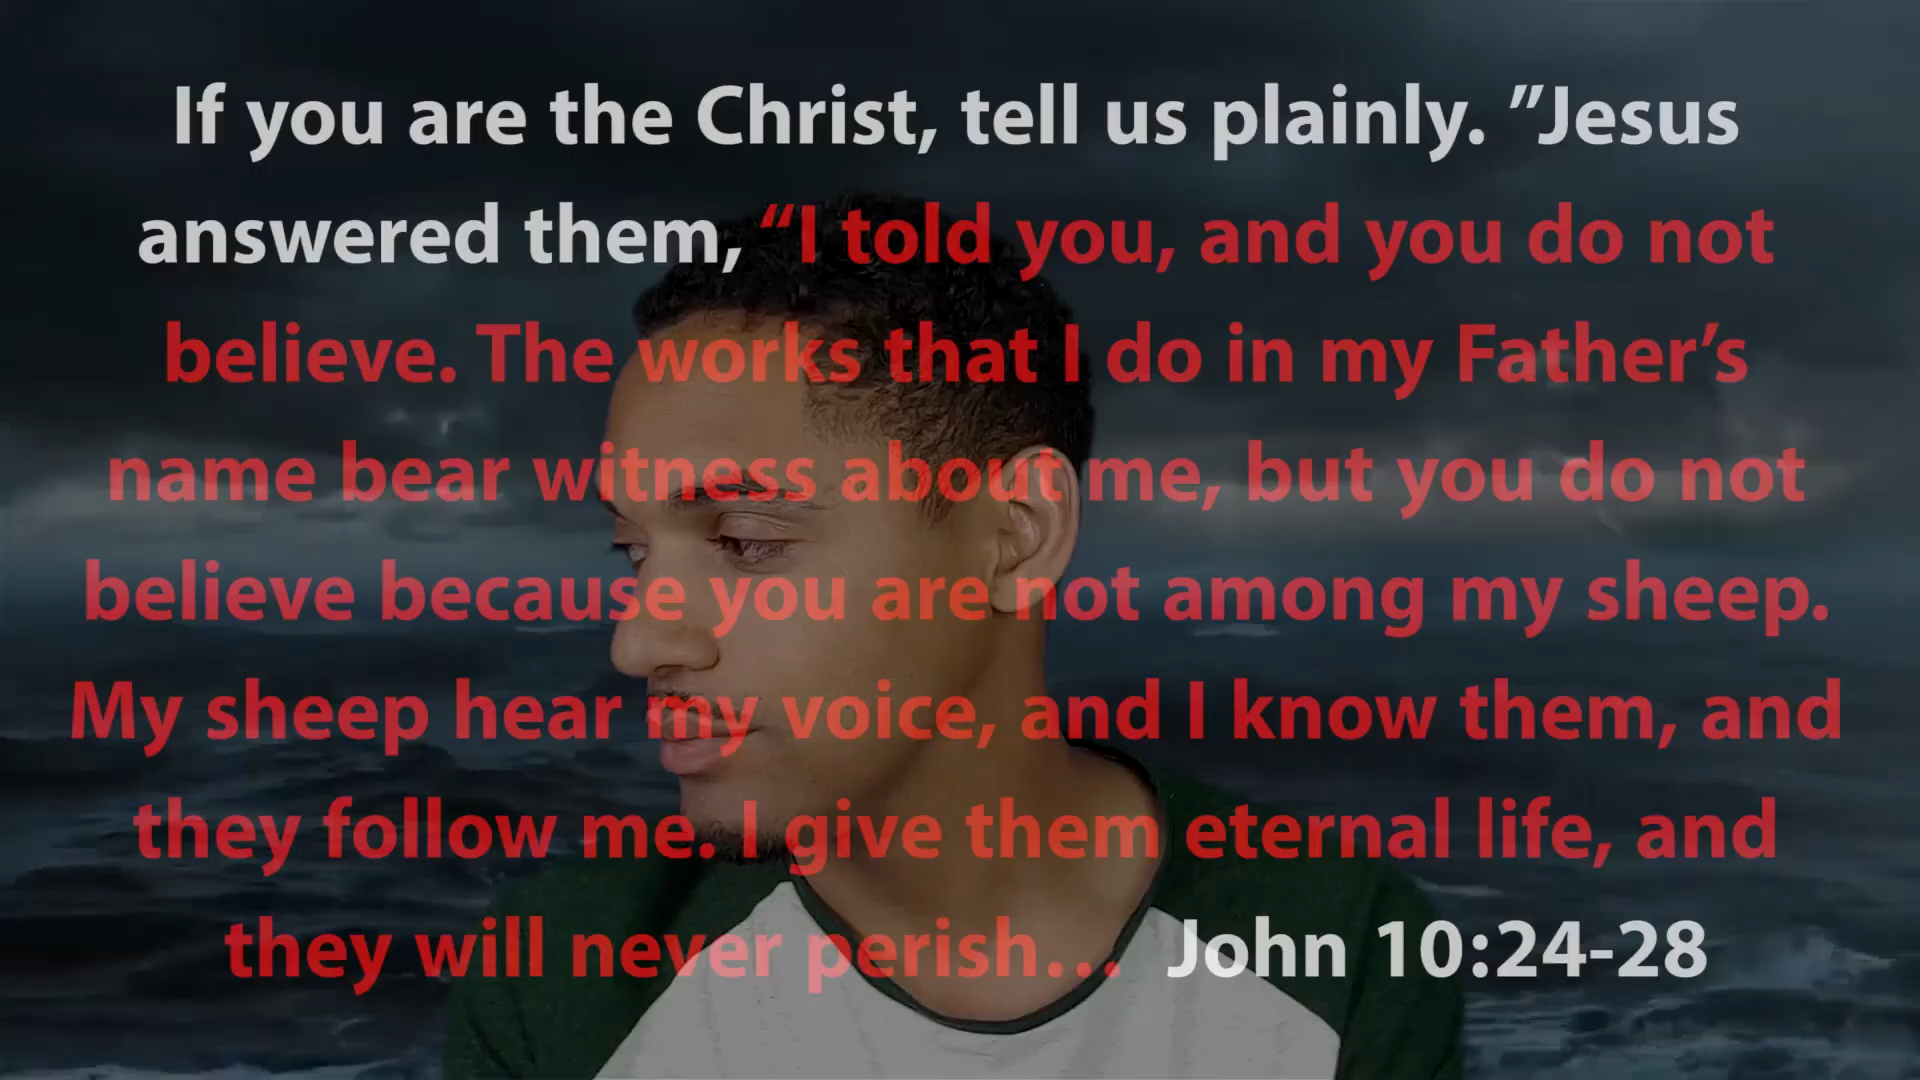 If you are the Christ, tell us plainly. ”Jesus
answered them, “I told you, and you do not
believe. The works that I do in my Father’s
name bear witness about me, but you do not
believe because you are not among my sheep.
My sheep hear my voice, and I know them, and
they follow me. I give them eternal life, and
they will never perish… John 10:24-28